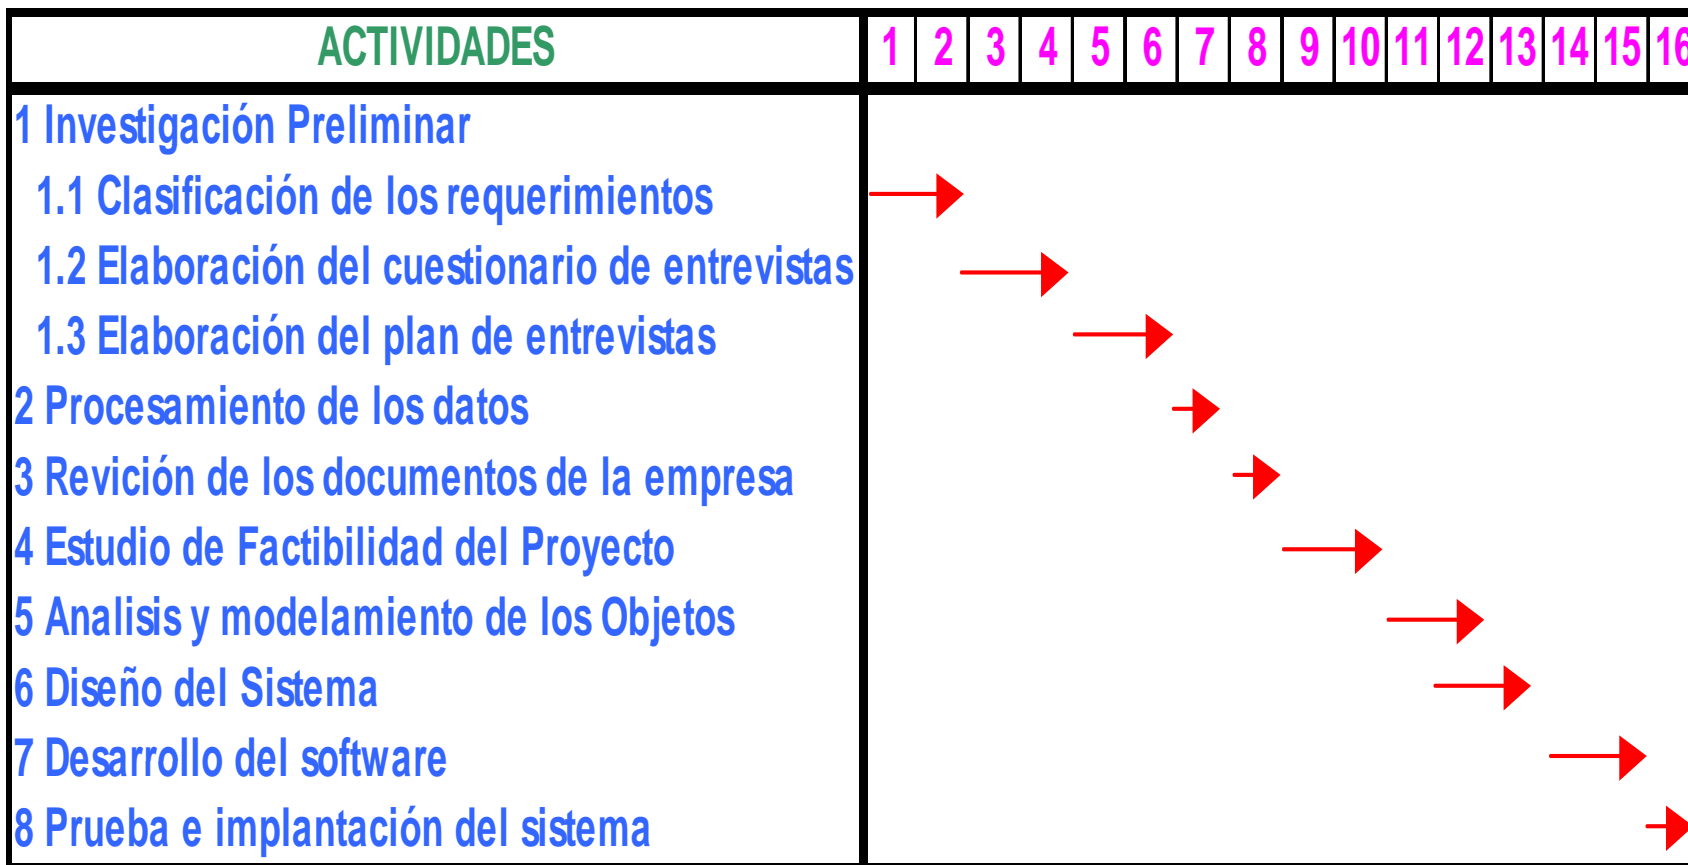 ACTIVIDADES 1 2 3 4 5 6 7 8 9 10 11 12 13 14 15 16
1 Investigación Preliminar
1.1 Clasificación de los requerimientos
1.2 Elaboración del cuestionario de entrevistas
1.3 Elaboración del plan de entrevistas
2 Procesamiento de los datos
3 Revición de los documentos de la empresa
4 Estudio de Factibilidad del Proyecto
5 Analisis y modelamiento de los Objetos
6 Diseño del Sistema
7 Desarrollo del software
8 Prueba e implantación del sistema